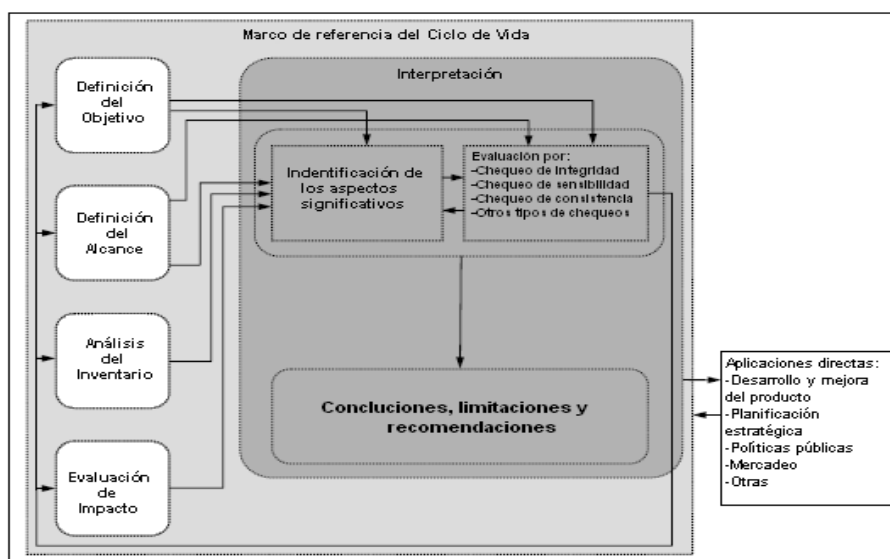 Marco de referencia del Ciclo de Vida
Definición
del
Objetivo
Definición
del
Alcance
Análisis
del
Inventario
Evaluación
de
Impacto
Interpretación
Indentificación de
los aspectos
significativos
Evaluación por:
-Chequeo de integridad
-Chequeo de sensibilidad
-Chequeo de consistencia
-Otros tipos de chequeos
Concluciones, limitaciones y
recomendaciones
Aplicaciones directas:
-Desarrollo y mejora
del producto
-Planificación
estratégica
-Políticas públicas
-Mercadeo
-Otras